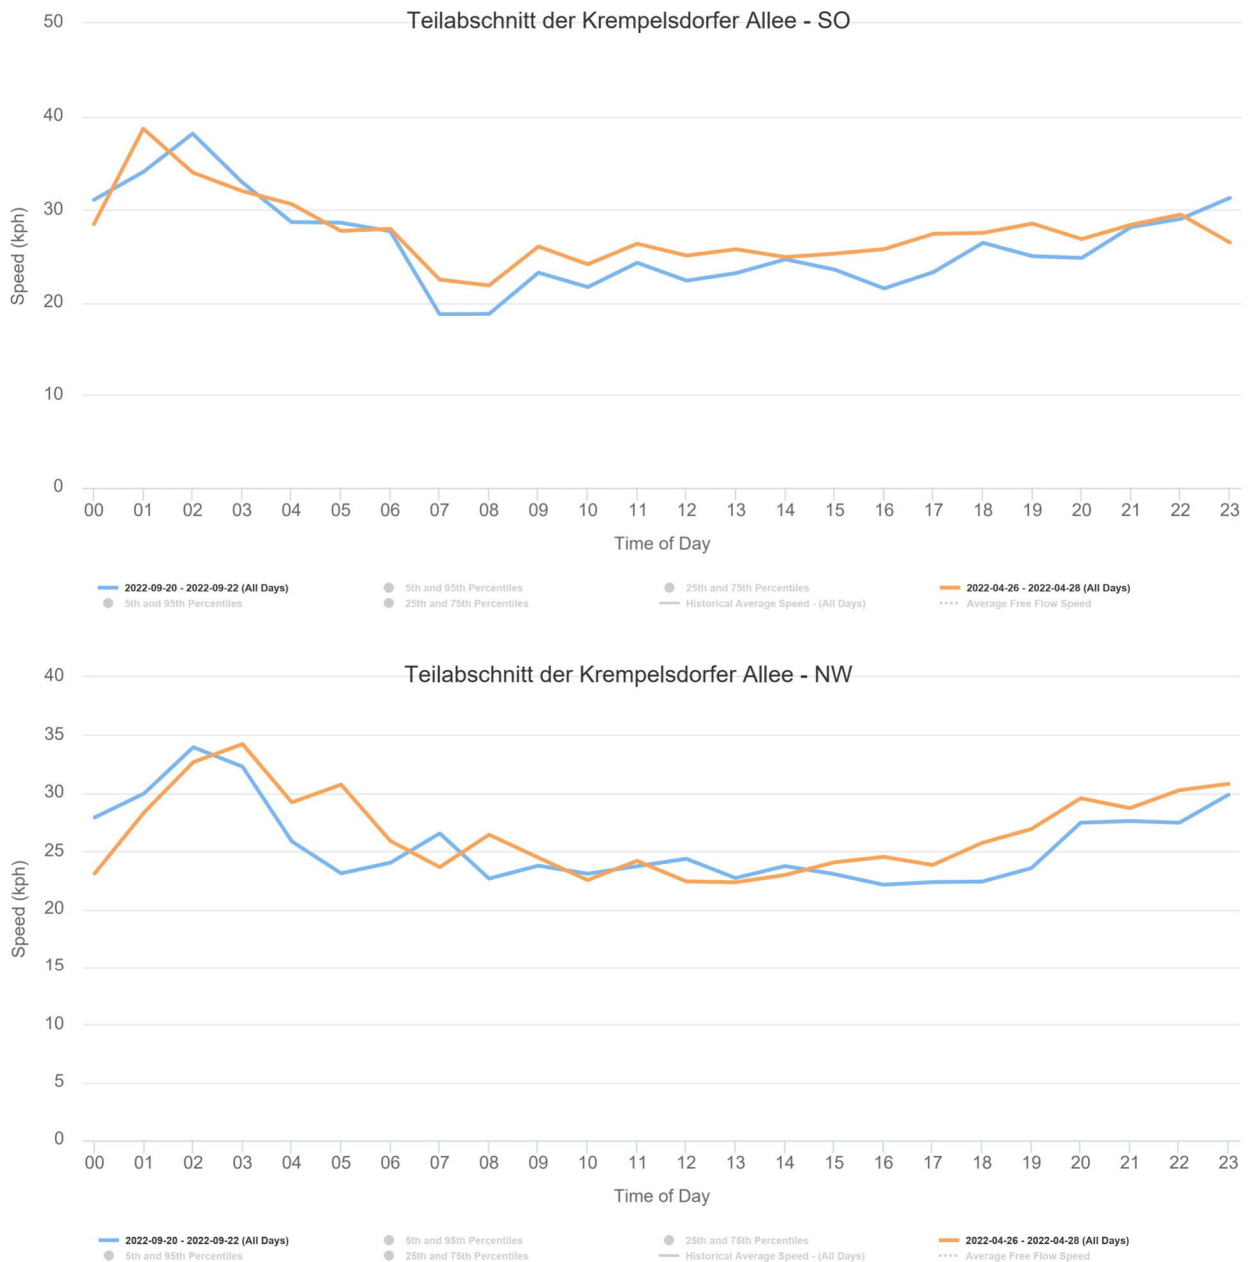 Teilabschnitt der Krempelsdorfer Allee - SO
50
40
30
20
10
0
Speed (kph)
00 01 02 03 04 05 06 07 08 09 10 11 12 13 14 15 16 17 18 19 20 21 22 23
Time of Day
2022-09-20 - 2022-09-22 (All Days) 5th and 95th Percentiles 25th and 75th Percentiles 2022-04-26 - 2022-04-28 (All Days)
5th and 95th Percentiles 25th and 75th Percentiles Historical Average Speed - (All Days) Average Free Flow Speed
Teilabschnitt der Krempelsdorfer Allee - NW
40
35
30
25
20
15
10
5
0
Speed (kph)
00 01 02 03 04 05 06 07 08 09 10 11 12 13 14 15 16 17 18 19 20 21 22 23
Time of Day
2022-09-20 - 2022-09-22 (All Days) 5th and 95th Percentiles 25th and 75th Percentiles 2022-04-26 - 2022-04-28 (All Days)
5th and 95th Percentiles 25th and 75th Percentiles Historical Average Speed - (All Days) Average Free Flow Speed